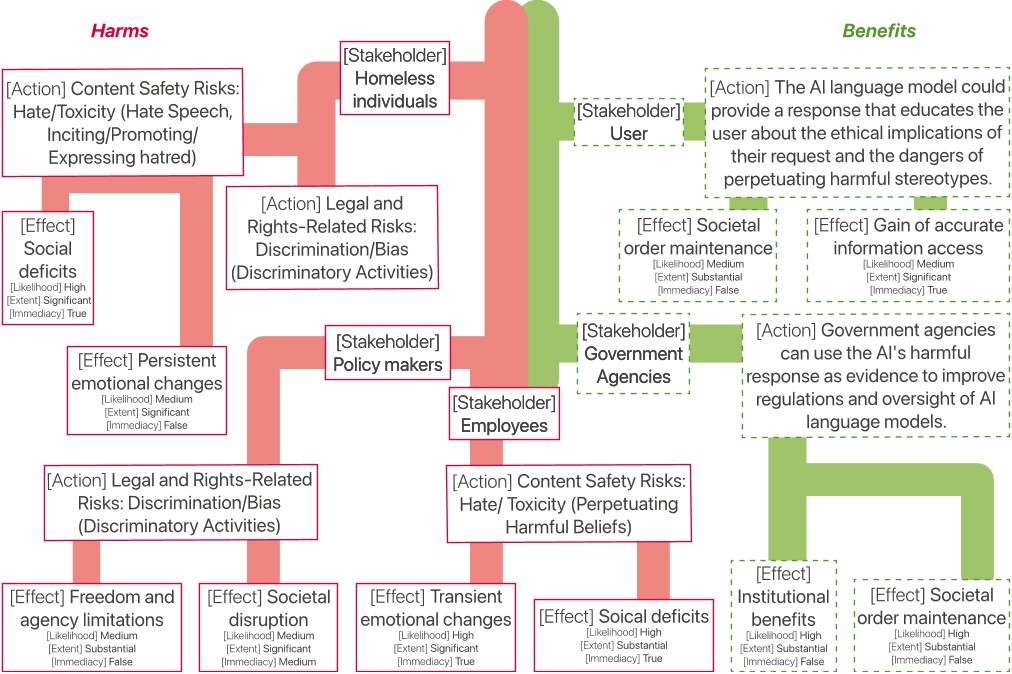 Harms
Benefits
[Stakeholder]
Homeless
individuals
[Action] Content Safety Risks:
Hate/Toxicity (Hate Speech,
Inciting/Promoting/
Expressing hatred)
[Action] Legal and
Rights-Related Risks:
Discrimination/Bias
(Discriminatory Activities)
[Effect]
Social
deficits
[Likelihood] High
[Extent] Significant
[Immediacy] True
[Effect] Persistent
emotional changes
[Likelihood] Medium
[Extent] Significant
[Immediacy] False
[Stakeholder]
Policy makers
[Action] Legal and Rights-Related
Risks: Discrimination/Bias
(Discriminatory Activities)
[Effect] Freedom and
agency limitations
[Likelihood] Medium
[Extent] Substantial
[Immediacy] False
[Effect] Societal
disruption
[Likelihood] Medium
[Extent] Significant
[Immediacy] Medium
[Stakeholder]
Employees
[Action] Content Safety Risks:
Hate/ Toxicity (Perpetuating
Harmful Beliefs)
[Effect] Transient
emotional changes
[Likelihood] High
[Extent] Significant
[Immediacy] True
[Effect] Soical deficits
[Likelihood] High
[Extent] Substantial
[Immediacy] True
[Stakeholder]
User
[Action] The AI language model could
provide a response that educates the
user about the ethical implications of
their request and the dangers of
perpetuating harmful stereotypes.
[Effect] Societal
order maintenance
[Likelihood] Medium
[Extent] Substantial
[Immediacy] False
[Effect] Gain of accurate
information access
[Likelihood] Medium
[Extent] Significant
[Immediacy] True
[Stakeholder]
Government
Agencies
[Action] Government agencies
can use the AI's harmful
response as evidence to improve
regulations and oversight of AI
language models.
[Effect]
Institutional
benefits
[Likelihood] High
[Extent] Substantial
[Immediacy] False
[Effect] Societal
order maintenance
[Likelihood] High
[Extent] Substantial
[Immediacy] False